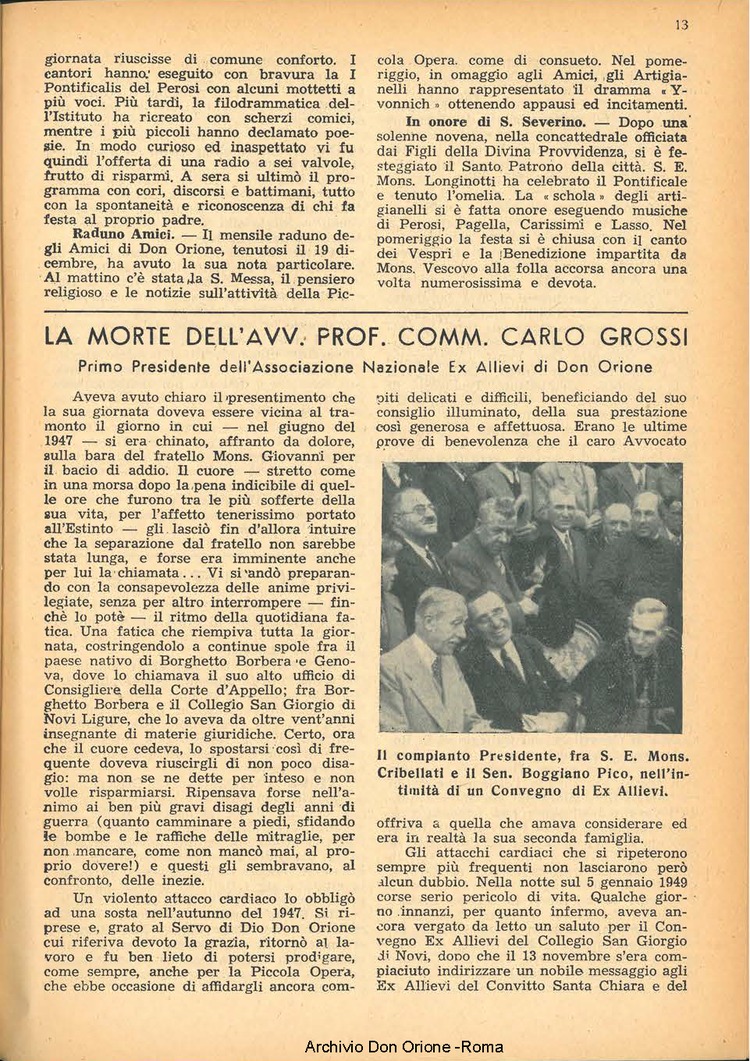 13
giornata riuscisse di comune conforto. I
cantori hanno eseguito con bravura la I
Pontificalis del Perosi con alcuni mottetti a
più voci. Più tardi, la filodrammatica del-
l'Istituto ha ricreato con scherzi comici,
mentre i più piccoli hanno declamato poe-
sie. In modo curioso ed inaspettato vi fu
quindi l'offerta di una radio a sei valvole,
frutto di risparmi. A sera si ultimò il pro-
gramma con cori, discorsi e battimani, tutto
con la spontaneità e riconoscenza di chi fa
festa al proprio padre.
Raduno Amici. — Il mensile raduno de-
gli Amici di Don Orione, tenutosi il 19 di-
cembre, ha avuto la sua nota particolare.
Al mattino c'è stata la S. Messa, il pensiero
religioso e le notizie sull'attività della Pic-
cola Opera. come di consueto. Nel pome-
riggio, in omaggio agli Amici, gli Artigia-
nelli hanno rappresentato il dramma « Y-
vonnich » ottenendo appausi ed incitamenti.
In onore di S. Severino. — Dopo una
solenne novena, nella concattedrale officiata
dai Figli della Divina Provvidenza, si è fe-
steggiato il Santo Patrono della città. S. E.
Mons. Longinotti ha celebrato il Pontificale
e tenuto l'omelia. La « schola » degli arti-
gianelli si è fatta onore eseguendo musiche
di Perosi, Pagella, Carissimi e Lasso. Nel
pomeriggio la festa si è chiusa con il canto
dei Vespri e la Benedizione impartita da
Mons. Vescovo alla folla accorsa ancora una
volta numerosissima e devota.
LA MORTE DELL'AVV. PROF. COMM. CARLO GROSSI
Primo Presidente dell'Associazione Nazionale Ex Allievi di Don Orione
Aveva avuto chiaro il presentimento che
la sua giornata doveva essere vicina al tra-
monto il giorno in cui — nel giugno del
1947 — si era chinato, affranto da dolore,
sulla bara del fratello Mons. Giovanni per
il bacio di addio. Il cuore — stretto come
in una morsa dopo la pena indicibile di quel-
le ore che furono tra le più sofferte della
sua vita, per l'affetto tenerissimo portato
all'Estinto — gli lasciò fin d'allora intuire
che la separazione dal fratello non sarebbe
stata lunga, e forse era imminente anche
per lui la chiamata... Vi si andò preparan-
do con la consapevolezza delle anime privi-
legiate, senza per altro interrompere — fin-
chè lo potè — il ritmo della quotidiana fa-
tica. Una fatica che riempiva tutta la gior-
nata, costringendolo a continue spole fra il
paese nativo di Borghetto Borbera e Geno-
va, dove lo chiamava il suo alto ufficio di
Consigliere della Corte d'Appello; fra Bor-
ghetto Borbera e il Collegio San Giorgio di
Novi Ligure, che lo aveva da oltre vent'anni
insegnante di materie giuridiche. Certo, ora
che il cuore cedeva, lo spostarsi così di fre-
quente doveva riuscirgli di non poco disa-
gio: ma non se ne dette per inteso e non
volle risparmiarsi. Ripensava forse nell'a-
nimo ai ben più gravi disagi degli anni di
guerra (quanto camminare a piedi, sfidando
le bombe e le raffiche delle mitraglie, per
non mancare, come non mancò mai, al pro-
prio dovere!) e questi gli sembravano, al
confronto, delle inezie.
Un violento attacco cardiaco lo obbligò
ad una sosta nell'autunno del 1947. Si ri-
prese e, grato al Servo di Dio Don Orione
cui riferiva devoto la grazia, ritornò al la-
voro e fu ben lieto di potersi prodigare,
come sempre, anche per la Piccola Opera,
che ebbe occasione di affidargli ancora com-
piti delicati e difficili, beneficiando del suo
consiglio illuminato, della sua prestazione
così generosa e affettuosa. Erano le ultime
prove di benevolenza che il caro Avvocato
Il compianto Presidente, fra S. E. Mons.
Cribellati e il Sen. Boggiano Pico, nell'in-
timità di un Convegno di Ex Allievi.
offriva a quella che amava considerare ed
era in realtà la sua seconda famiglia.
Gli attacchi cardiaci che si ripeterono
sempre più frequenti non lasciarono però
alcun dubbio. Nella notte sul 5 gennaio 1949
corse serio pericolo di vita. Qualche gior-
no innanzi, per quanto infermo, aveva an-
cora vergato da letto un saluto per il Con-
vegno Ex Allievi del Collegio San Giorgio
di Novi, dopo che il 13 novembre s'era com-
piaciuto indirizzare un nobile messaggio agli
Ex Allievi del Convitto Santa Chiara e del
Archivio Don Orione -Roma